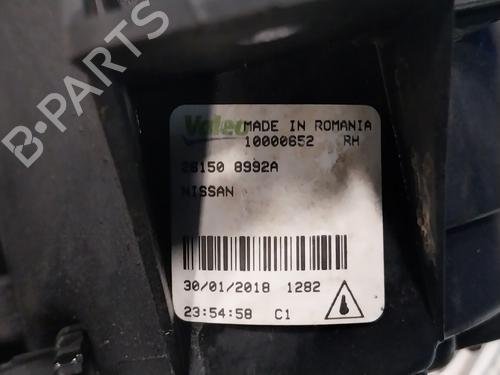 Valeo MADE IN ROMANIA
10000652 RH
26150 8992A
NISSAN
30/01/2018 1282
23:54:58 C1
B-PARTS